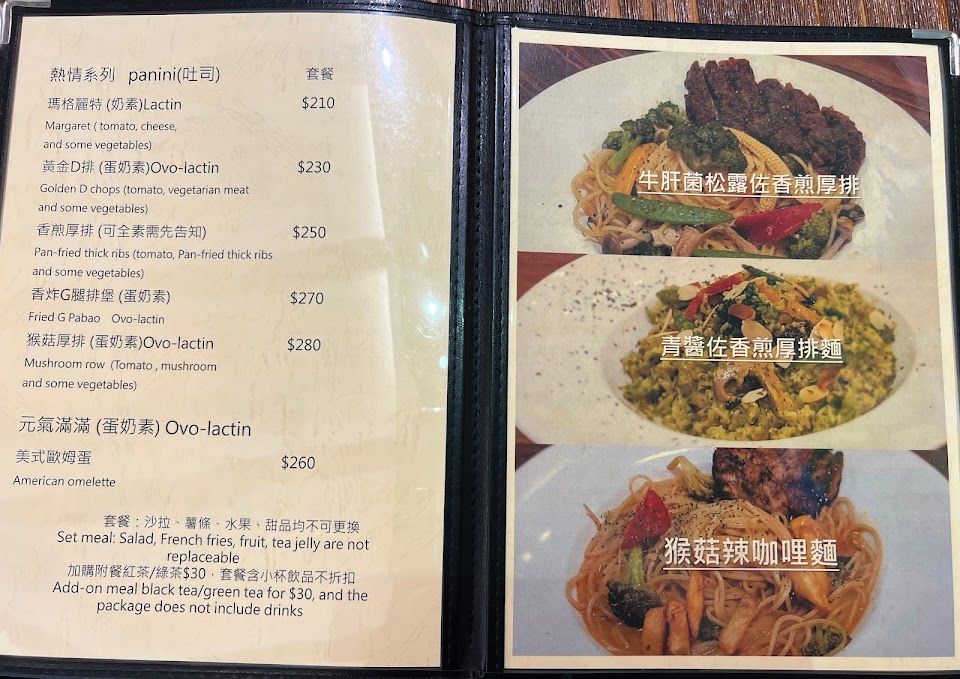 熱情系列 panini(吐司) 套餐
瑪格麗特 (奶素)Lactin $210
Margaret ( tomato, cheese,
and some vegetables)
黃金D排 (蛋奶素)Ovo-lactin $230
Golden D chops (tomato, vegetarian meat
and some vegetables)
香煎厚排 (可全素需先告知) $250
Pan-fried thick ribs (tomato, Pan-fried thick ribs
and some vegetables)
香炸G腿排堡 (蛋奶素) $270
Fried G Pabao Ovo-lactin
猴菇厚排 (蛋奶素)Ovo-lactin $280
Mushroom row (Tomato , mushroom
and some vegetables)
元氣滿滿 (蛋奶素) Ovo-lactin
美式歐姆蛋 $260
American omelette
套餐：沙拉、薯條、水果、甜品均不可更換
Set meal: Salad, French fries, fruit, tea jelly are not
replaceable
加購附餐紅茶/綠茶$30，套餐含小杯飲品不折扣
Add-on meal black tea/green tea for $30, and the
package does not include drinks
牛肝菌松露佐香煎厚排
青醬佐香煎厚排麵
猴菇辣咖哩麵